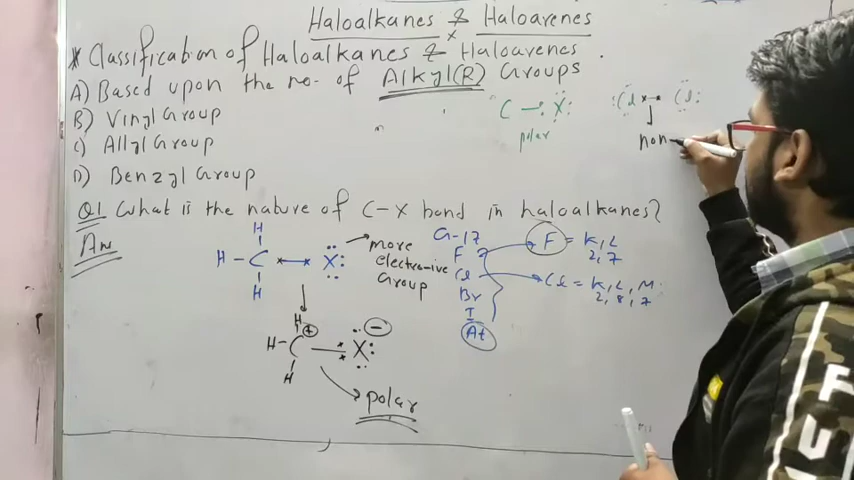 Haloalkanes & Haloarenes
* Classification of Haloalkanes & Haloarenes
A) Based upon the no. of Alkyl(R) Groups
B) Vinyl Group
C) Allyl Group
D) Benzyl Group
C → X
polar
Cl Cl
non
Q1 What is the nature of C-X bond in haloalkanes?
An
H
H - C X
H
more
electro-ive
Group
G-17
F
Cl
Br
I
At
F = K, L
2, 7
Cl = K, L, M
2, 8, 7
H
H - C + X -
H
polar